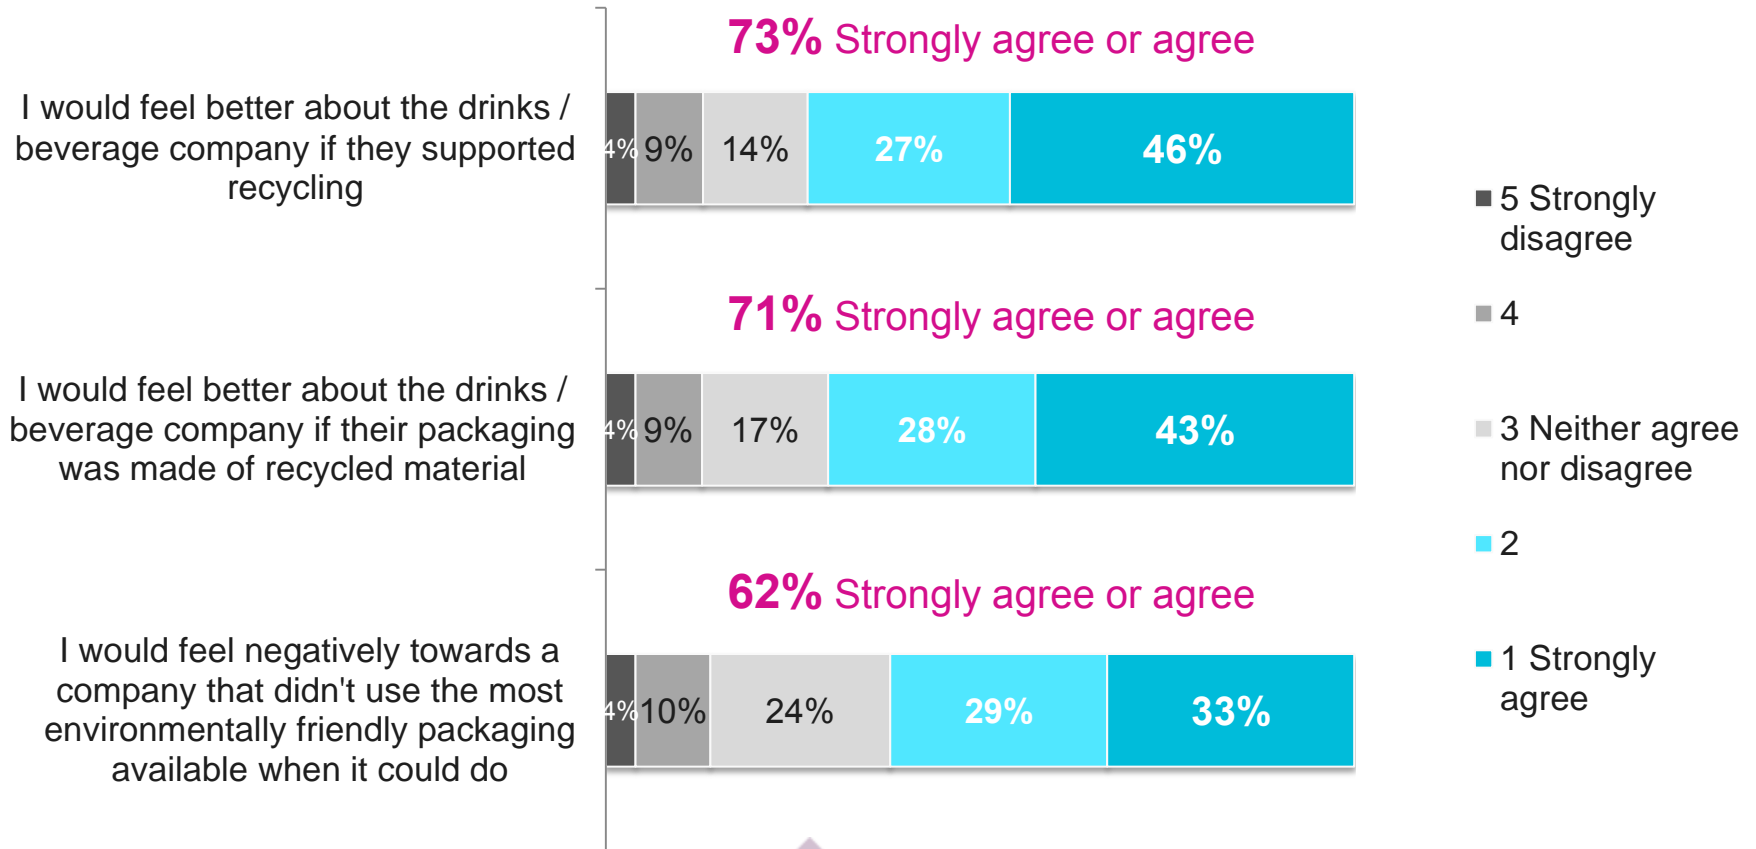 73% Strongly agree or agree
I would feel better about the drinks /
beverage company if they supported
recycling
4% 9% 14% 27% 46%
71% Strongly agree or agree
I would feel better about the drinks /
beverage company if their packaging
was made of recycled material
4% 9% 17% 28% 43%
62% Strongly agree or agree
I would feel negatively towards a
company that didn't use the most
environmentally friendly packaging
available when it could do
4% 10% 24% 29% 33%
5 Strongly
disagree
4
3 Neither agree
nor disagree
2
1 Strongly
agree